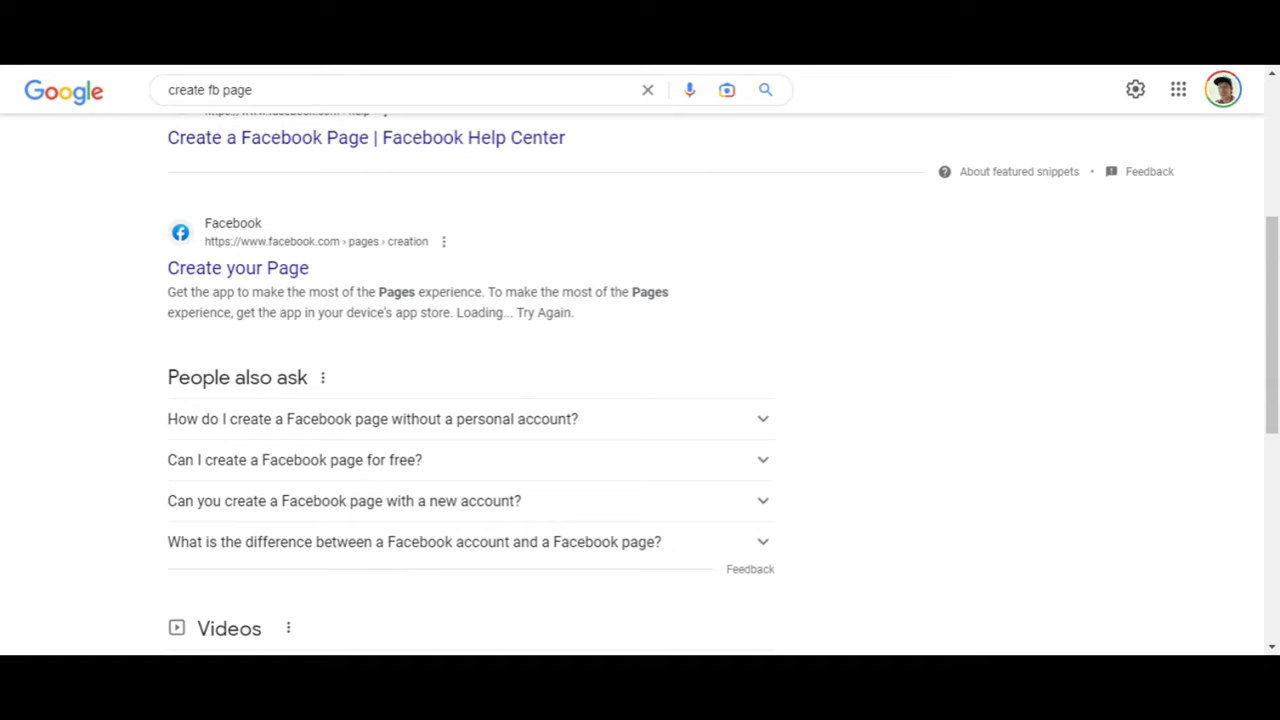 Google
create fb page
Create a Facebook Page | Facebook Help Center
About featured snippets • Feedback
Facebook
https://www.facebook.com › pages › creation
Create your Page
Get the app to make the most of the Pages experience. To make the most of the Pages
experience, get the app in your device's app store. Loading... Try Again.
People also ask
How do I create a Facebook page without a personal account?
Can I create a Facebook page for free?
Can you create a Facebook page with a new account?
What is the difference between a Facebook account and a Facebook page?
Feedback
Videos